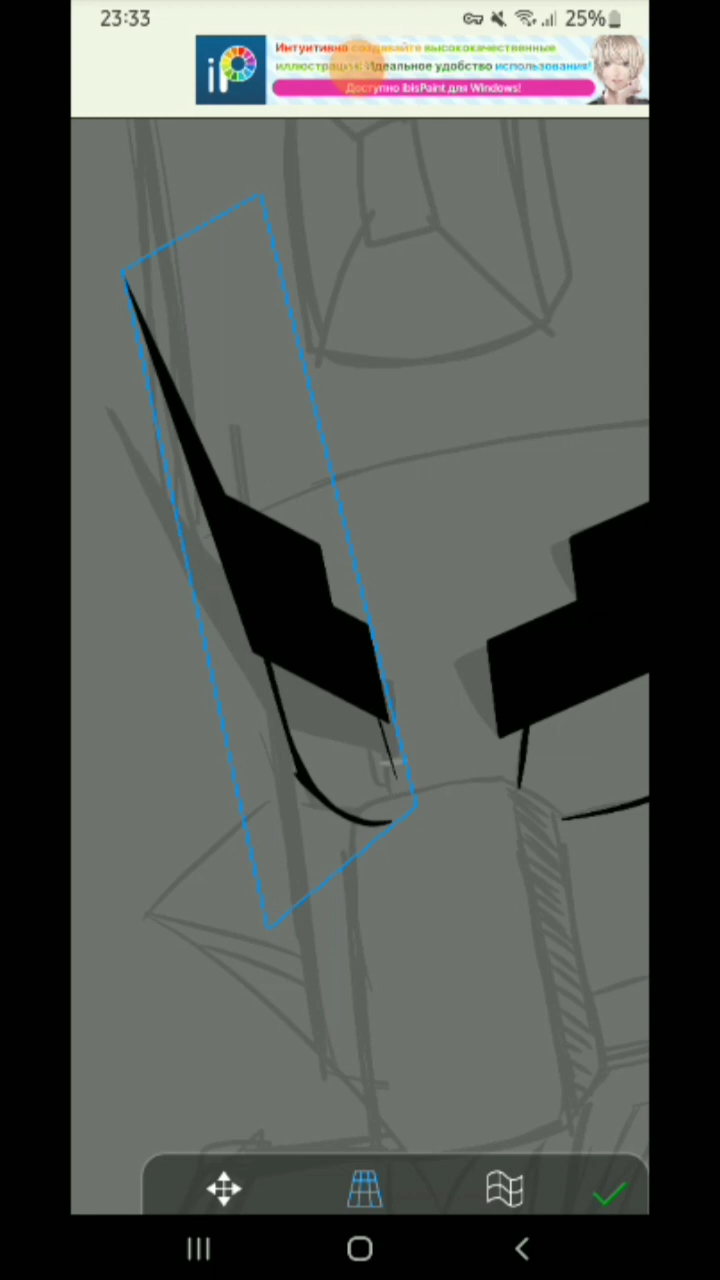 23:33
25%
iP
Интуитивно создавайте высококачественные
иллюстрации! Идеальное удобство использования!
Доступно ibisPaint для Windows!